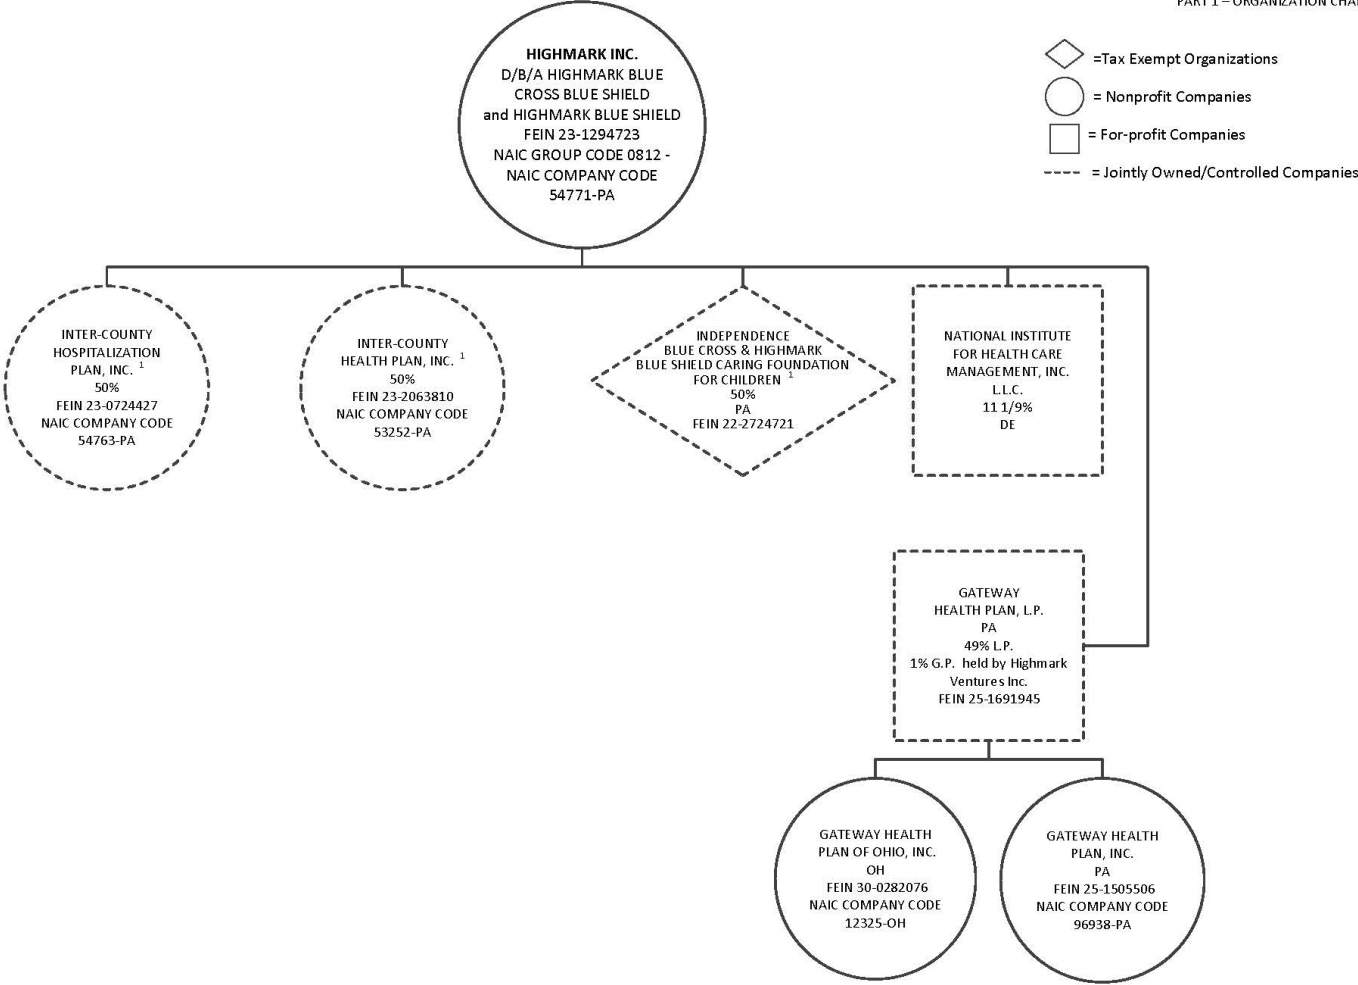 PART 1 – ORGANIZATION CHA
HIGHMARK INC.
D/B/A HIGHMARK BLUE
CROSS BLUE SHIELD
and HIGHMARK BLUE SHIELD
FEIN 23-1294723
NAIC GROUP CODE 0812 -
NAIC COMPANY CODE
54771-PA
=Tax Exempt Organizations
= Nonprofit Companies
= For-profit Companies
= Jointly Owned/Controlled Companies
INTER-COUNTY
HOSPITALIZATION
PLAN, INC. 1
50%
FEIN 23-0724427
NAIC COMPANY CODE
54763-PA
INTER-COUNTY
HEALTH PLAN, INC. 1
50%
FEIN 23-2063810
NAIC COMPANY CODE
53252-PA
INDEPENDENCE
BLUE CROSS & HIGHMARK
BLUE SHIELD CARING FOUNDATION
FOR CHILDREN 1
50%
PA
FEIN 22-2724721
NATIONAL INSTITUTE
FOR HEALTH CARE
MANAGEMENT, INC.
L.L.C.
11 1/9%
DE
GATEWAY
HEALTH PLAN, L.P.
PA
49% L.P.
1% G.P. held by Highmark
Ventures Inc.
FEIN 25-1691945
GATEWAY HEALTH
PLAN OF OHIO, INC.
OH
FEIN 30-0282076
NAIC COMPANY CODE
12325-OH
GATEWAY HEALTH
PLAN, INC.
PA
FEIN 25-1505506
NAIC COMPANY CODE
96938-PA